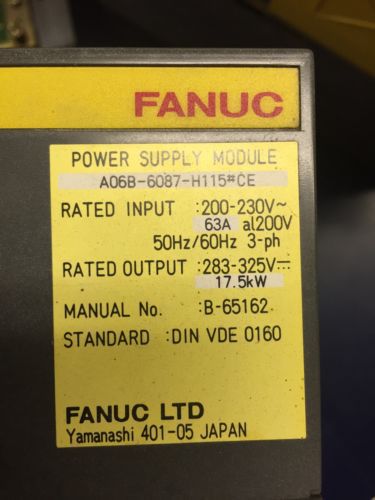 FANUC
POWER SUPPLY MODULE
A06B-6087-H115#CE
RATED INPUT :200-230V~
63A al200V
50Hz/60Hz 3-ph
RATED OUTPUT :283-325V⎓
17.5kW
MANUAL No. :B-65162
STANDARD :DIN VDE 0160
FANUC LTD
Yamanashi 401-05 JAPAN